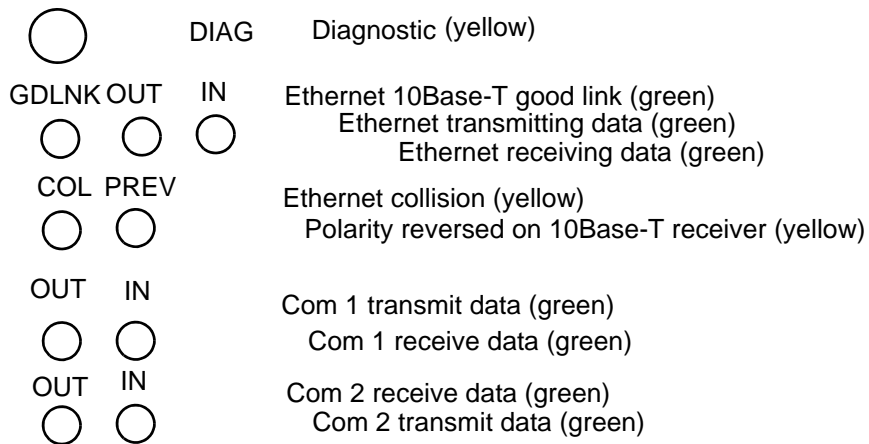 DIAG Diagnostic (yellow)
GDLNK OUT IN Ethernet 10Base-T good link (green)
Ethernet transmitting data (green)
Ethernet receiving data (green)
COL PREV Ethernet collision (yellow)
Polarity reversed on 10Base-T receiver (yellow)
OUT IN Com 1 transmit data (green)
Com 1 receive data (green)
OUT IN Com 2 receive data (green)
Com 2 transmit data (green)